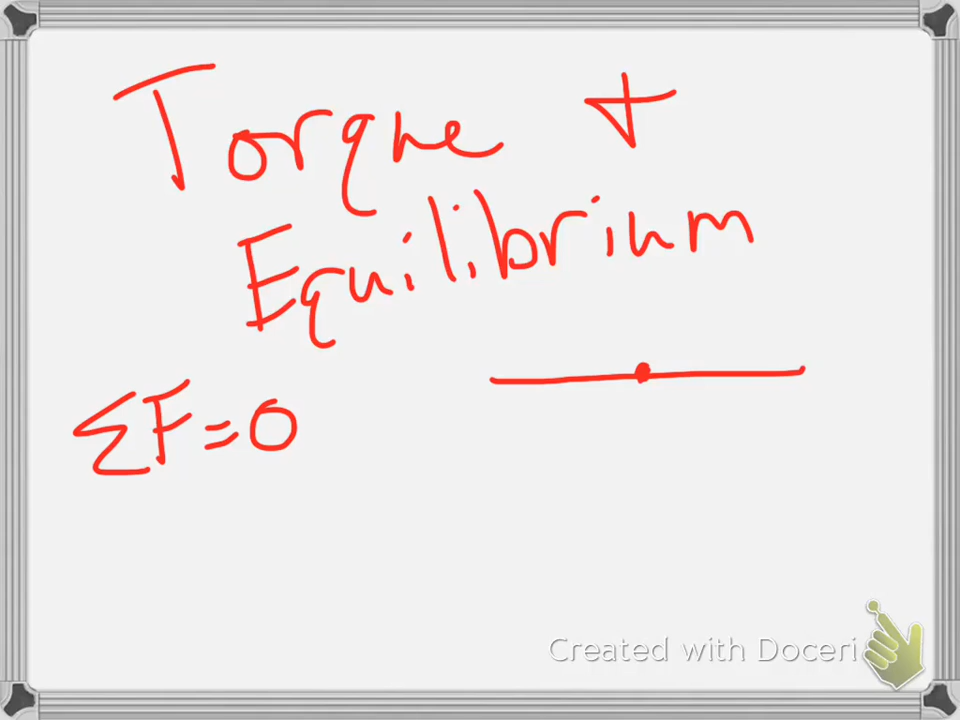 Torque +
Equilibrium
ΣF=0
Created with Doceri